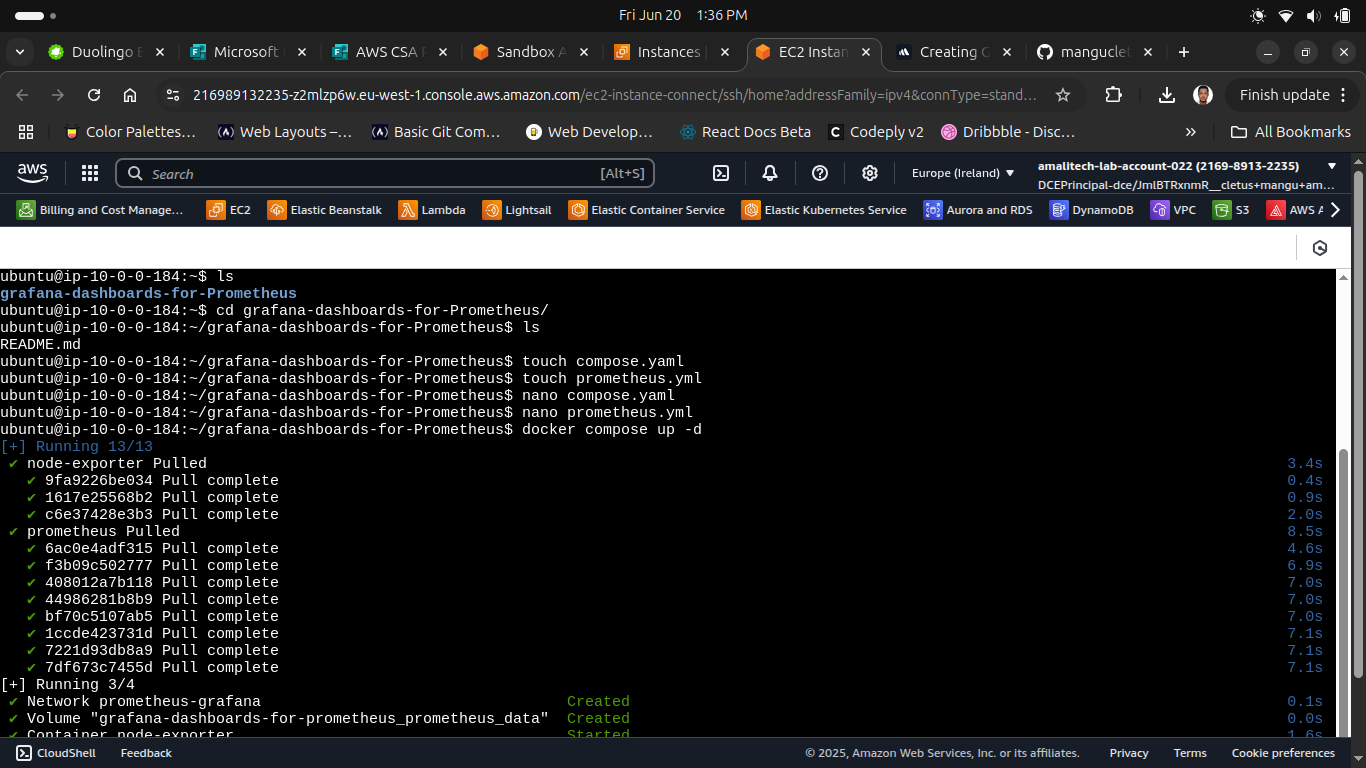 Fri Jun 20 1:36 PM
Duolingo E
Microsoft
AWS CSA F
Sandbox A
Instances
EC2 Instan
Creating C
manguclet
216989132235-z2mlzp6w.eu-west-1.console.aws.amazon.com/ec2-instance-connect/ssh/home?addressFamily=ipv4&connType=stand…
Finish update
Color Palettes…
Web Layouts –…
Basic Git Com…
Web Develop…
React Docs Beta
Codeply v2
Dribbble - Disc…
All Bookmarks
aws
Search
[Alt+S]
Europe (Ireland)
amalitech-lab-account-022 (2169-8913-2235)
DCEPrincipal-dce/JmlBTRxnmR__cletus+mangu+am…
Billing and Cost Manage…
EC2
Elastic Beanstalk
Lambda
Lightsail
Elastic Container Service
Elastic Kubernetes Service
Aurora and RDS
DynamoDB
VPC
S3
AWS A
ubuntu@ip-10-0-0-184:~$ ls
grafana-dashboards-for-Prometheus
ubuntu@ip-10-0-0-184:~$ cd grafana-dashboards-for-Prometheus/
ubuntu@ip-10-0-0-184:~/grafana-dashboards-for-Prometheus$ ls
README.md
ubuntu@ip-10-0-0-184:~/grafana-dashboards-for-Prometheus$ touch compose.yaml
ubuntu@ip-10-0-0-184:~/grafana-dashboards-for-Prometheus$ touch prometheus.yml
ubuntu@ip-10-0-0-184:~/grafana-dashboards-for-Prometheus$ nano compose.yaml
ubuntu@ip-10-0-0-184:~/grafana-dashboards-for-Prometheus$ nano prometheus.yml
ubuntu@ip-10-0-0-184:~/grafana-dashboards-for-Prometheus$ docker compose up -d
[+] Running 13/13
✔ node-exporter Pulled 3.4s
✔ 9fa9226be034 Pull complete 0.4s
✔ 1617e25568b2 Pull complete 0.9s
✔ c6e37428e3b3 Pull complete 2.0s
✔ prometheus Pulled 8.5s
✔ 6ac0e4adf315 Pull complete 4.6s
✔ f3b09c502777 Pull complete 6.9s
✔ 408012a7b118 Pull complete 7.0s
✔ 44986281b8b9 Pull complete 7.0s
✔ bf70c5107ab5 Pull complete 7.0s
✔ 1ccde423731d Pull complete 7.1s
✔ 7221d93db8a9 Pull complete 7.1s
✔ 7df673c7455d Pull complete 7.1s
[+] Running 3/4
✔ Network prometheus-grafana Created 0.1s
✔ Volume "grafana-dashboards-for-prometheus_prometheus_data" Created 0.0s
✔ Container node-exporter Started 1.6s
CloudShell
Feedback
© 2025, Amazon Web Services, Inc. or its affiliates.
Privacy
Terms
Cookie preferences